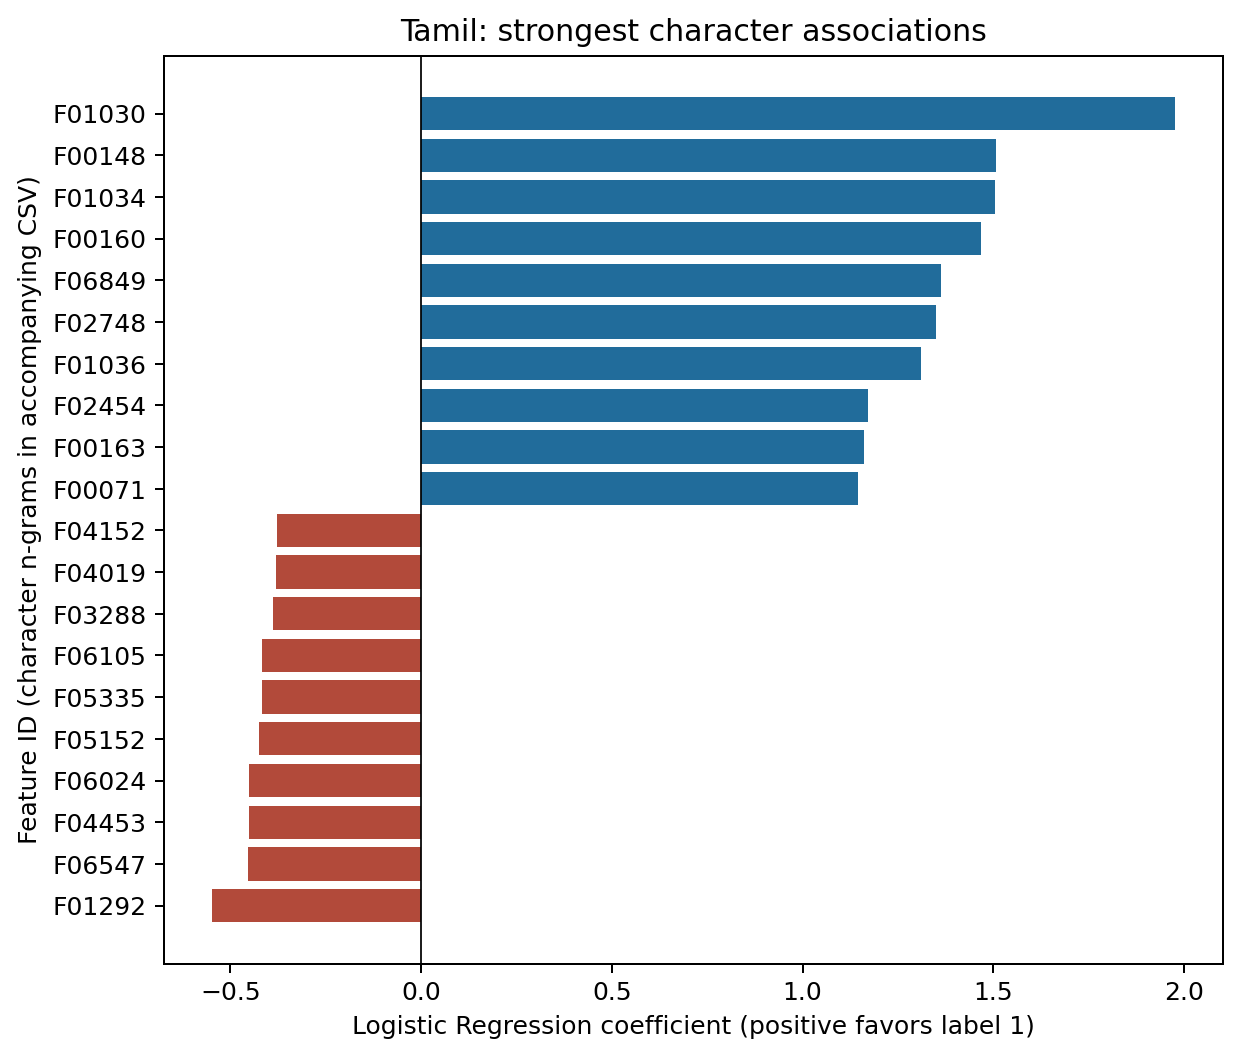 Tamil: strongest character associations
Feature ID (character n-grams in accompanying CSV)
F01030
F00148
F01034
F00160
F06849
F02748
F01036
F02454
F00163
F00071
F04152
F04019
F03288
F06105
F05335
F05152
F06024
F04453
F06547
F01292
−0.5 0.0 0.5 1.0 1.5 2.0
Logistic Regression coefficient (positive favors label 1)